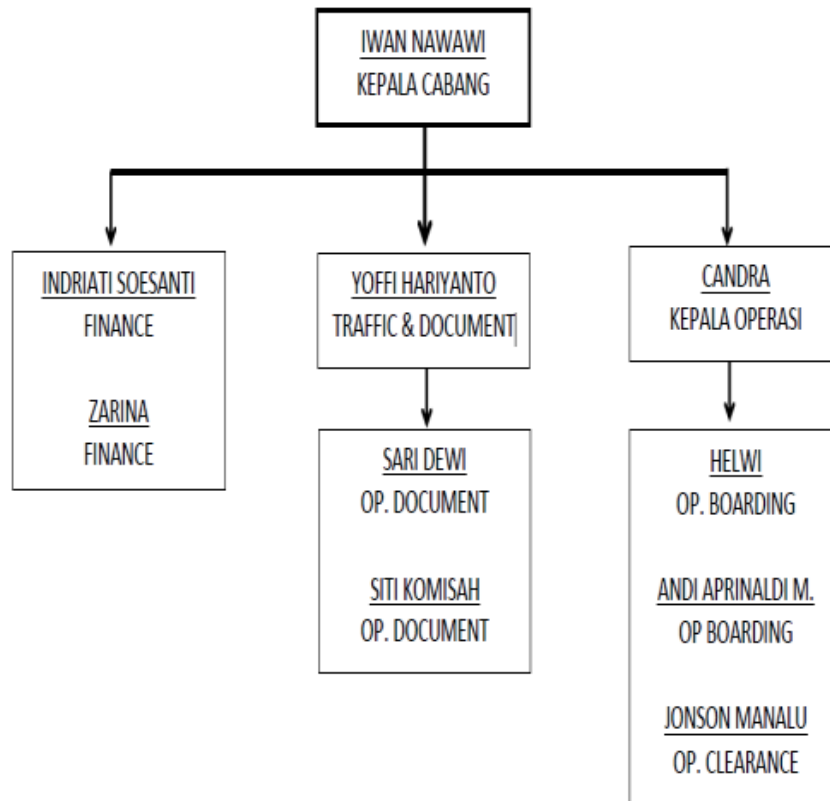 IWAN NAWAWI
KEPALA CABANG
INDRIATI SOESANTI
FINANCE
ZARINA
FINANCE
YOFFI HARIYANTO
TRAFFIC & DOCUMENT
SARI DEWI
OP. DOCUMENT
SITI KOMISAH
OP. DOCUMENT
CANDRA
KEPALA OPERASI
HELWI
OP. BOARDING
ANDI APRINALDI M.
OP BOARDING
JONSON MANALU
OP. CLEARANCE